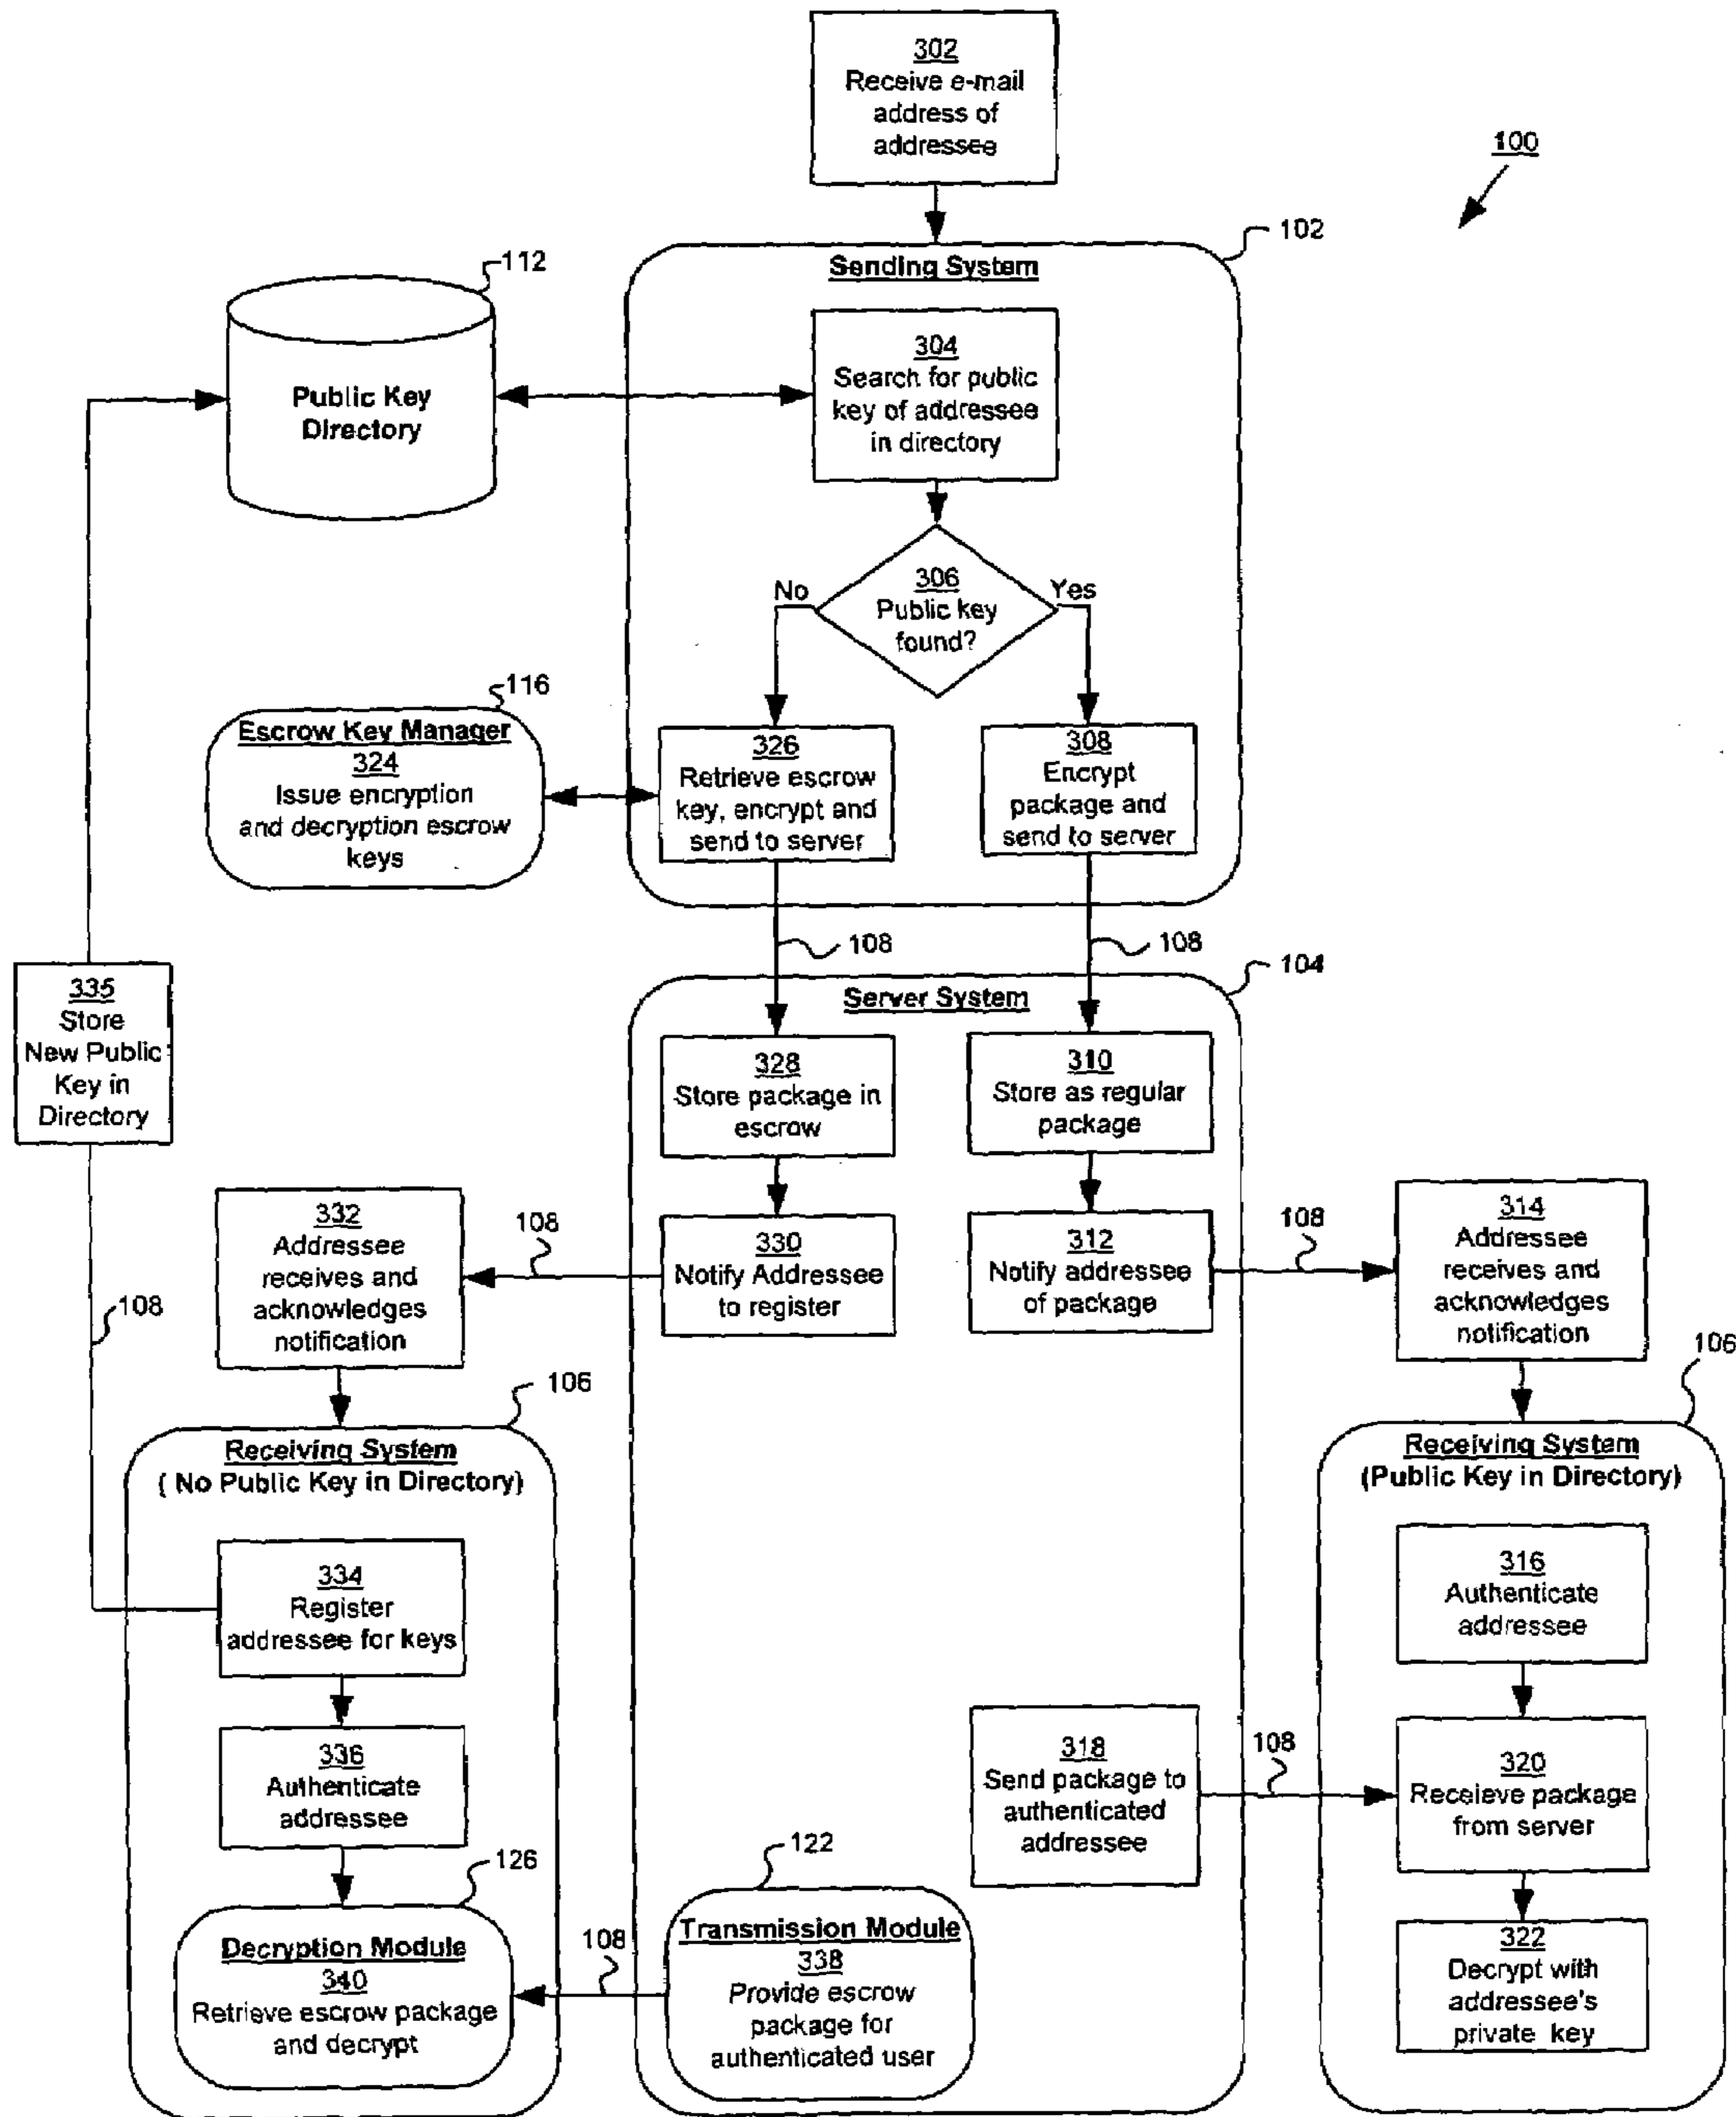 302
Receive e-mail
address of
addressee
100
102
Sending System
112
Public Key
Directory
304
Search for public
key of addressee
in directory
306
Public key
found?
No
Yes
116
Escrow Key Manager
324
Issue encryption
and decryption escrow
keys
326
Retrieve escrow
key, encrypt and
send to server
308
Encrypt
package and
send to server
108
108
104
Server System
335
Store
New Public
Key in
Directory
328
Store package in
escrow
310
Store as regular
package
332
Addressee
receives and
acknowledges
notification
108
330
Notify Addressee
to register
312
Notify addressee
of package
108
314
Addressee
receives and
acknowledges
notification
108
106
106
Receiving System
( No Public Key in Directory)
Receiving System
(Public Key in Directory)
334
Register
addressee for keys
316
Authenticate
addressee
336
Authenticate
addressee
318
Send package to
authenticated
addressee
108
320
Receieve package
from server
126
122
Decryption Module
340
Retrieve escrow package
and decrypt
108
Transmission Module
338
Provide escrow
package for
authenticated user
322
Decrypt with
addressee's
private key